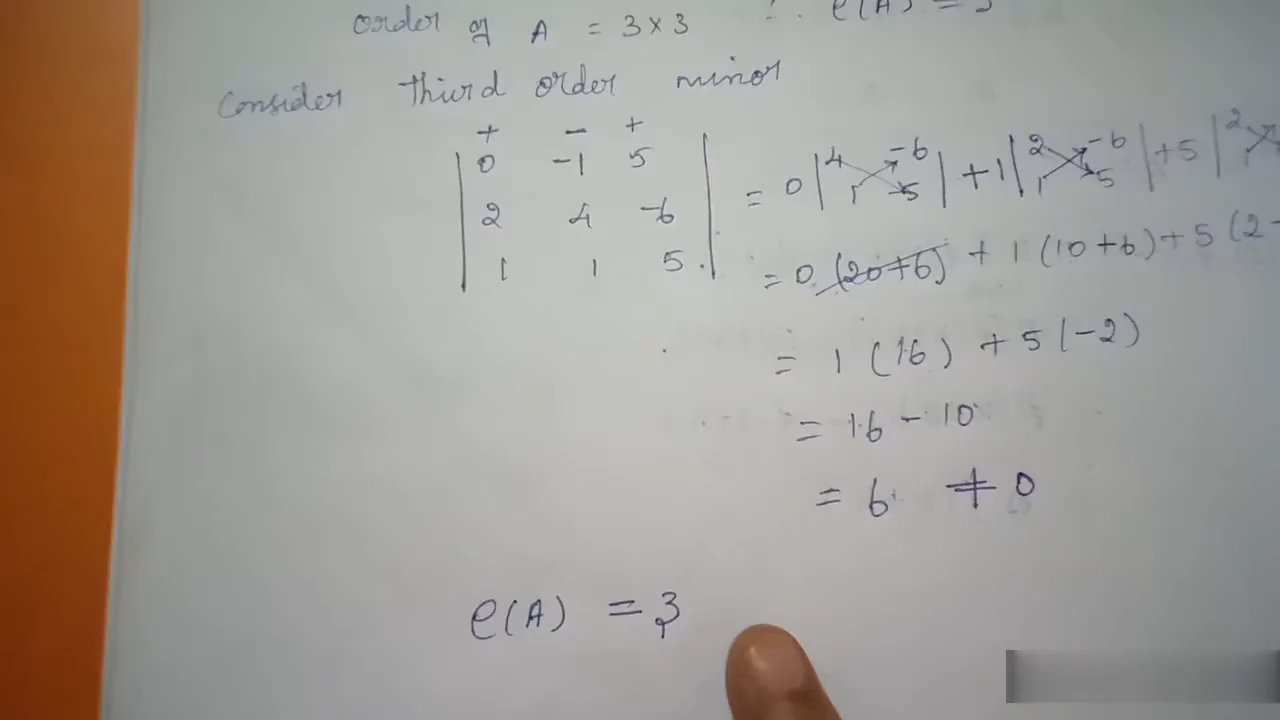 Order of A = 3 × 3 ∴ ρ(A) =
Consider third order minor
+ - +
| 0 -1 5 | = 0 | 4 -6 | + 1 | 2 -6 | + 5 | 2
| 2 4 -6 | 1 5 1 5 1
| 1 1 5 | = 0 (20+6) + 1 (10+6) + 5 (2-
= 1 (16) + 5 (-2)
= 16 - 10
= 6 ≠ 0
ρ(A) = 3